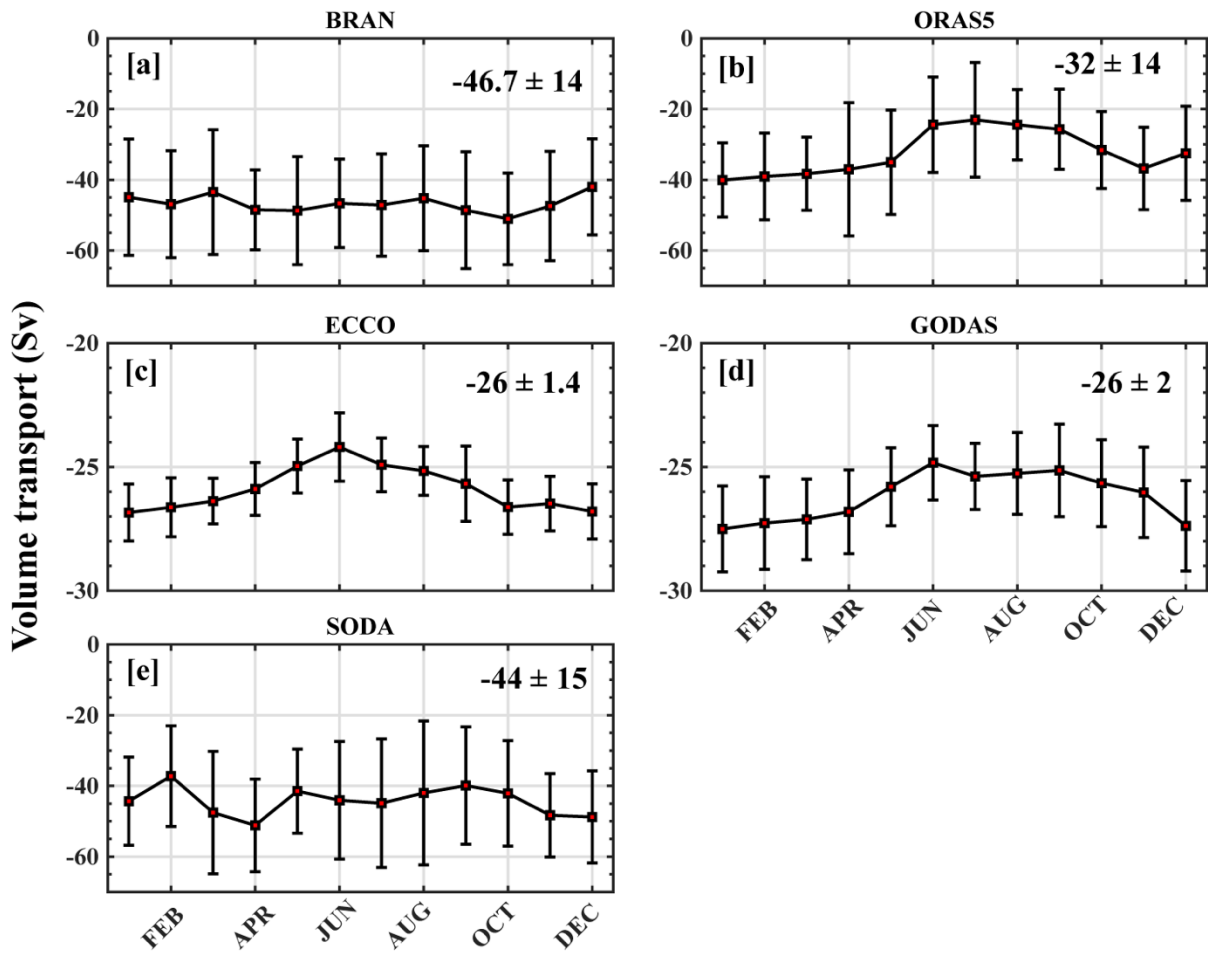 Volume transport (Sv)
BRAN
[a]
-46.7 ± 14
0
-20
-40
-60
ORAS5
[b]
-32 ± 14
0
-20
-40
-60
ECCO
[c]
-26 ± 1.4
-20
-25
-30
GODAS
[d]
-26 ± 2
-20
-25
-30
FEB
APR
JUN
AUG
OCT
DEC
SODA
[e]
-44 ± 15
0
-20
-40
-60
FEB
APR
JUN
AUG
OCT
DEC